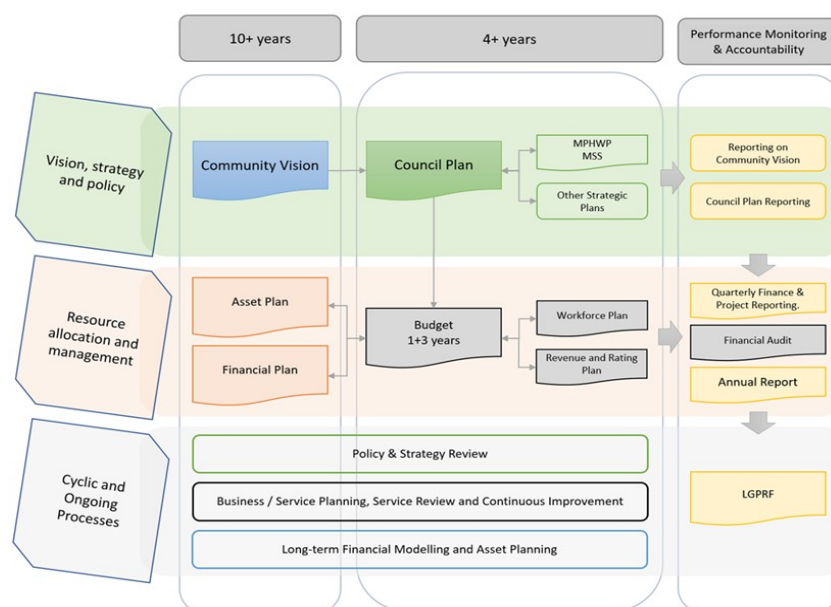 10+ years
4+ years
Performance Monitoring
& Accountability
Vision, strategy
and policy
Community Vision
Council Plan
MPHWP
MSS
Other Strategic
Plans
Reporting on
Community Vision
Council Plan Reporting
Resource
allocation and
management
Asset Plan
Financial Plan
Budget
1+3 years
Workforce Plan
Revenue and Rating
Plan
Quarterly Finance &
Project Reporting.
Financial Audit
Annual Report
Cyclic and
Ongoing
Processes
Policy & Strategy Review
Business / Service Planning, Service Review and Continuous Improvement
Long-term Financial Modelling and Asset Planning
LGPRF